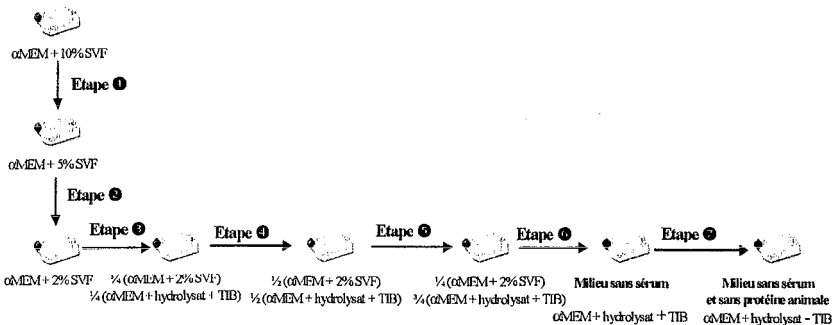 αMEM + 10% SVF
Etape ❶
αMEM + 5% SVF
Etape ❷
αMEM + 2% SVF
Etape ❸
¼ (αMEM + 2% SVF)
¼ (αMEM + hydrolysat + TIB)
Etape ❹
½ (αMEM + 2% SVF)
½ (αMEM + hydrolysat + TIB)
Etape ❺
¼ (αMEM + 2% SVF)
¾ (αMEM + hydrolysat + TIB)
Etape ❻
Milieu sans sérum
αMEM + hydrolysat + TIB
Etape ❼
Milieu sans sérum
et sans protéine animale
αMEM + hydrolysat - TIB